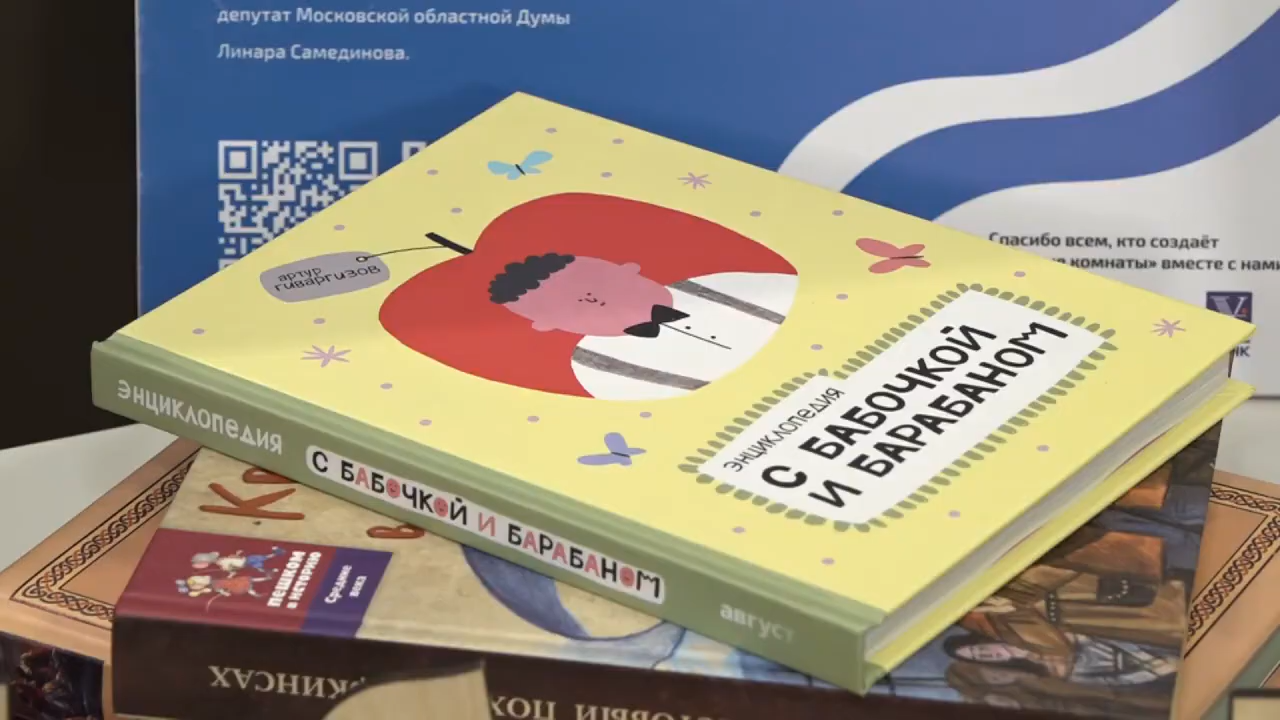 депутат Московской областной Думы
Линара Самединова.
Спасибо всем, кто создаёт
комнаты» вместе с нами
артур
гиваргизов
энциклопедия
С БАБОЧКОЙ
И БАРАБАНОМ
энциклопедия С БАБОЧКОЙ И БАРАБАНОМ август
пешком
в историю
Средние
века